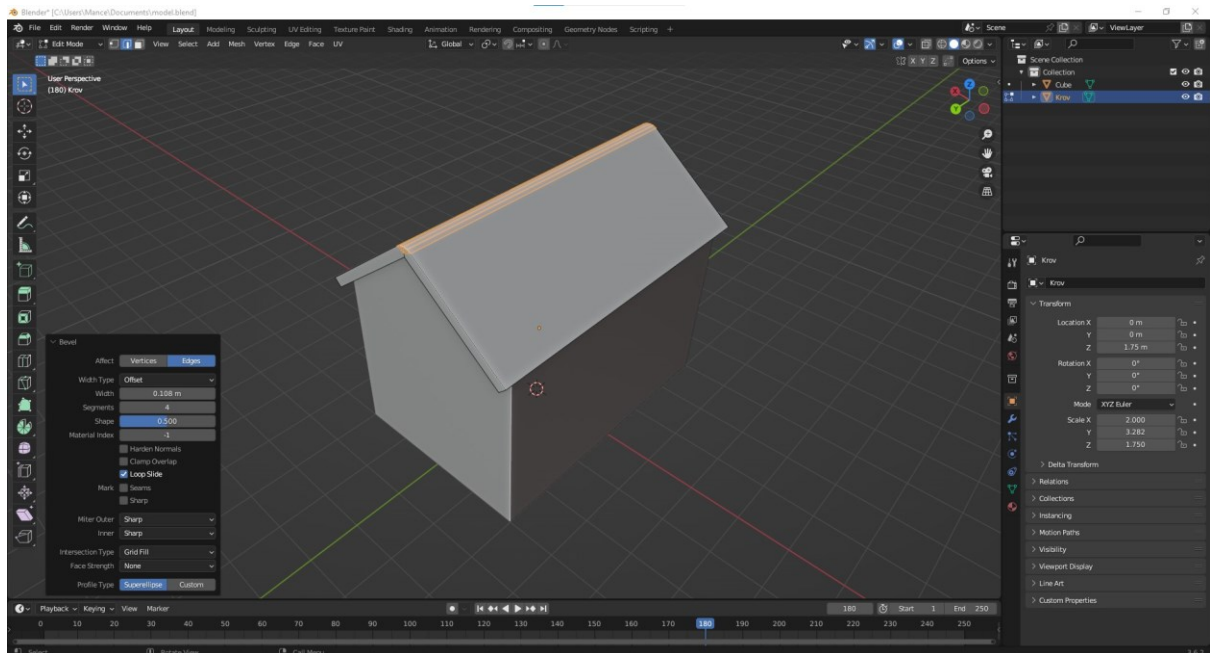 Blender* [C:\Users\Mance\Documents\model.blend]
File Edit Render Window Help Layout Modeling Sculpting UV Editing Texture Paint Shading Animation Rendering Compositing Geometry Nodes Scripting + Scene ViewLayer
Edit Mode View Select Add Mesh Vertex Edge Face UV Global
X Y Z Options
User Perspective
(180) Krov
Z
X
Y
Scene Collection
Collection
Cube
Krov
Bevel
Affect Vertices Edges
Width Type Offset
Width 0.108 m
Segments 4
Shape 0.500
Material Index -1
Harden Normals
Clamp Overlap
Loop Slide
Mark Seams
Sharp
Miter Outer Sharp
Inner Sharp
Intersection Type Grid Fill
Face Strength None
Profile Type Superellipse Custom
Krov
Krov
Transform
Location X 0 m
Y 0 m
Z 1.75 m
Rotation X 0°
Y 0°
Z 0°
Mode XYZ Euler
Scale X 2.000
Y 3.282
Z 1.750
Delta Transform
Relations
Collections
Instancing
Motion Paths
Visibility
Viewport Display
Line Art
Custom Properties
Playback Keying View Marker 180 Start 1 End 250
0 10 20 30 40 50 60 70 80 90 100 110 120 130 140 150 160 170 180 190 200 210 220 230 240 250
Select Rotate View Call Menu